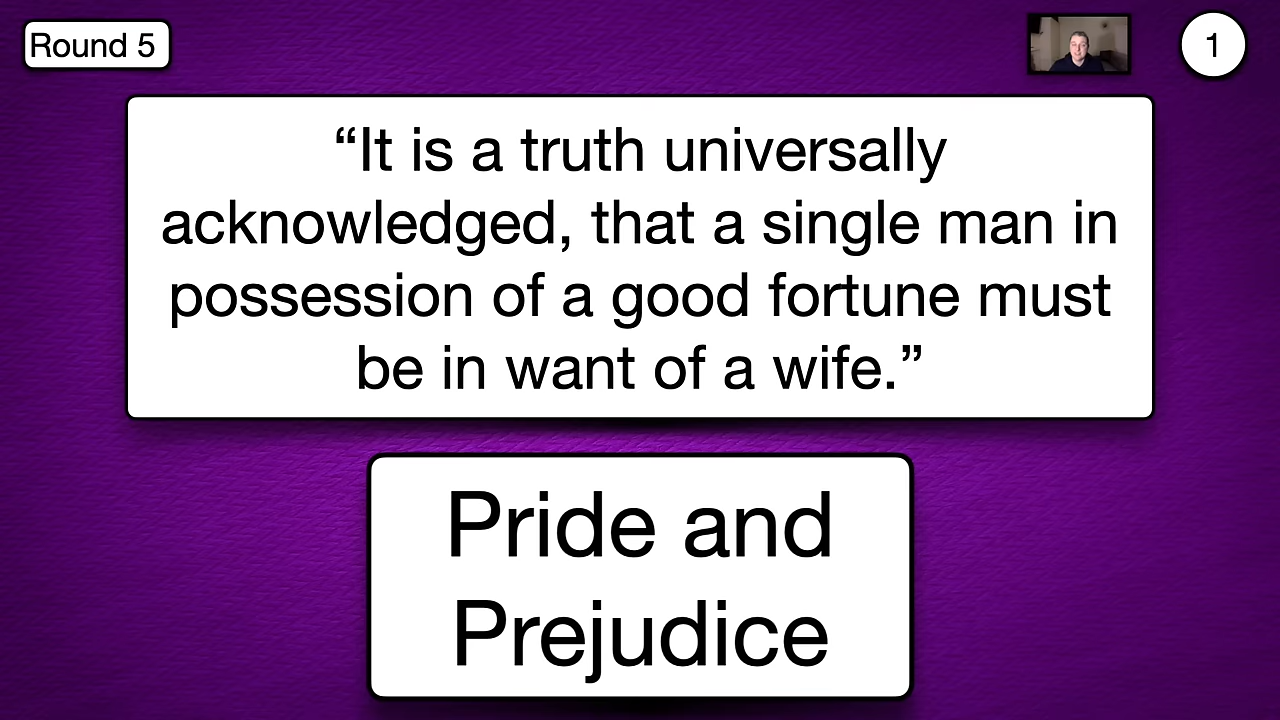 Round 5
1
“It is a truth universally
acknowledged, that a single man in
possession of a good fortune must
be in want of a wife.”
Pride and
Prejudice